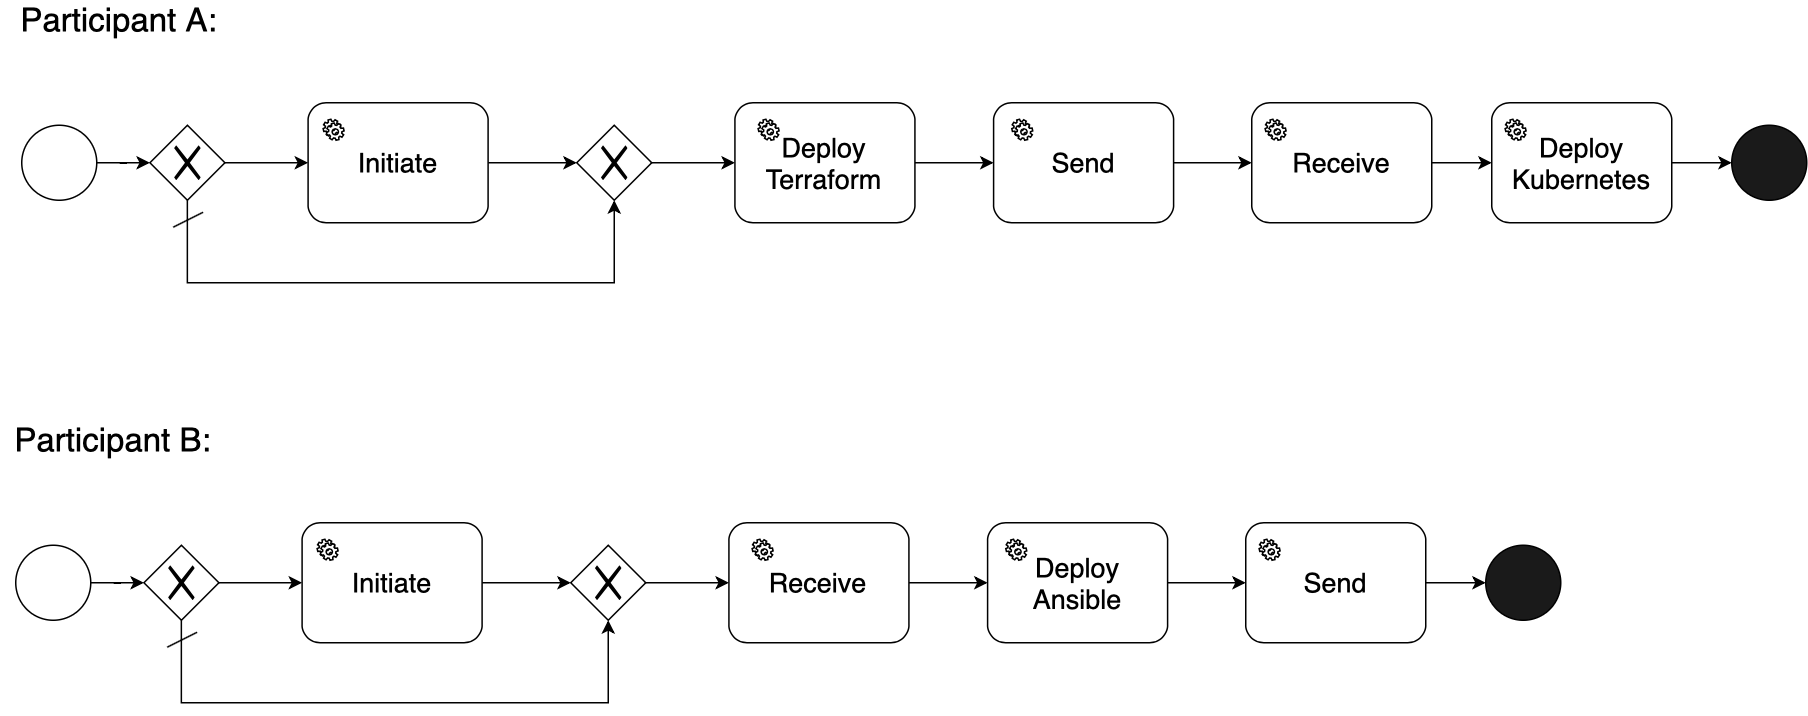 Participant A:
Initiate
Deploy
Terraform
Send
Receive
Deploy
Kubernetes
Participant B:
Initiate
Receive
Deploy
Ansible
Send